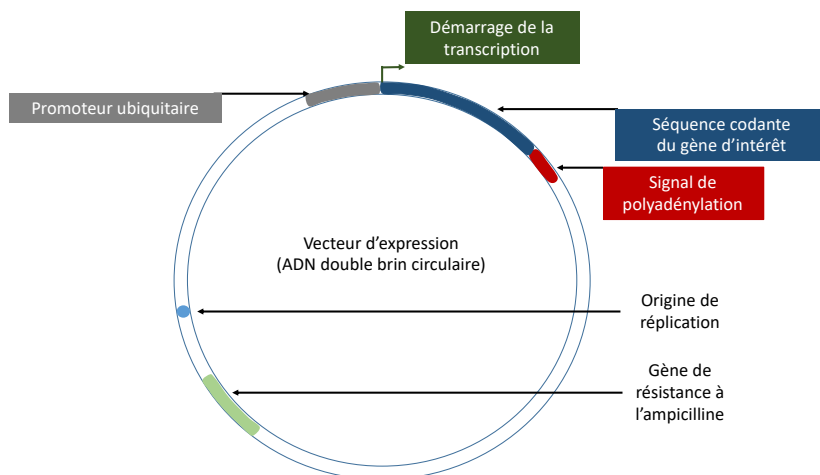 Démarrage de la
transcription
Promoteur ubiquitaire
Séquence codante
du gène d'intérêt
Signal de
polyadénylation
Vecteur d'expression
(ADN double brin circulaire)
Origine de
réplication
Gène de
résistance à
l'ampicilline